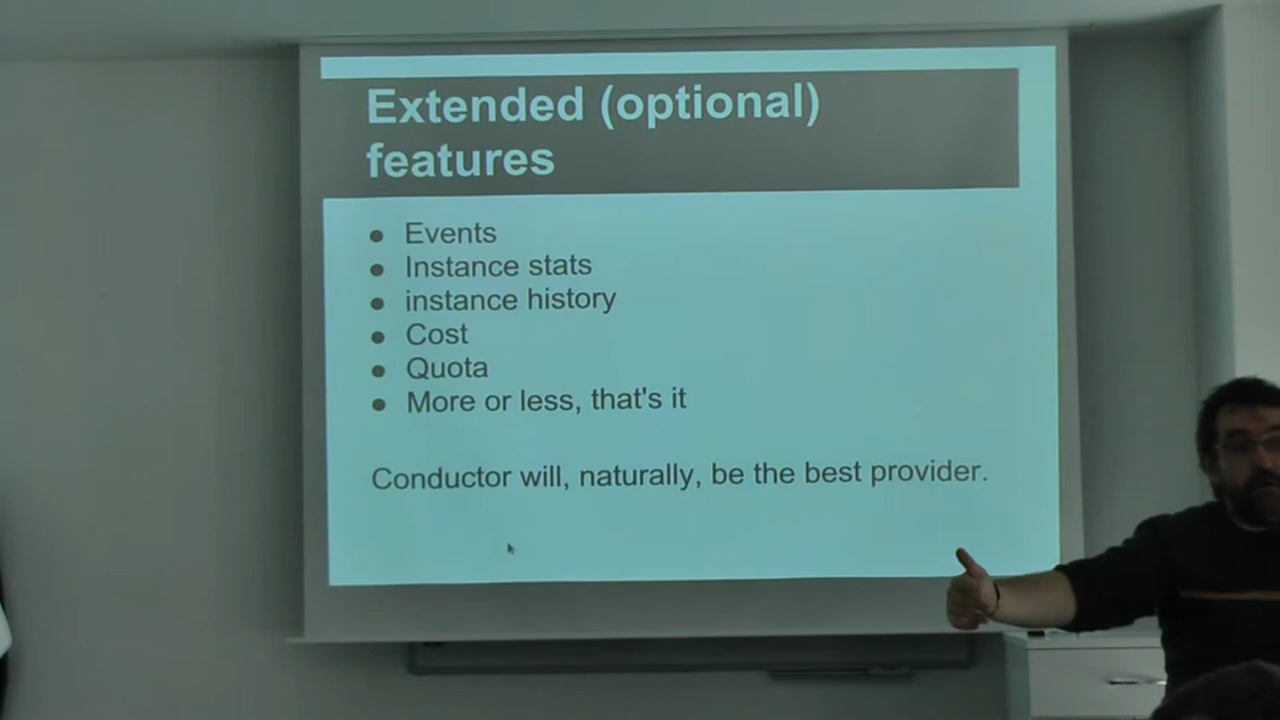 Extended (optional)
features
● Events
● Instance stats
● instance history
● Cost
● Quota
● More or less, that's it
Conductor will, naturally, be the best provider.